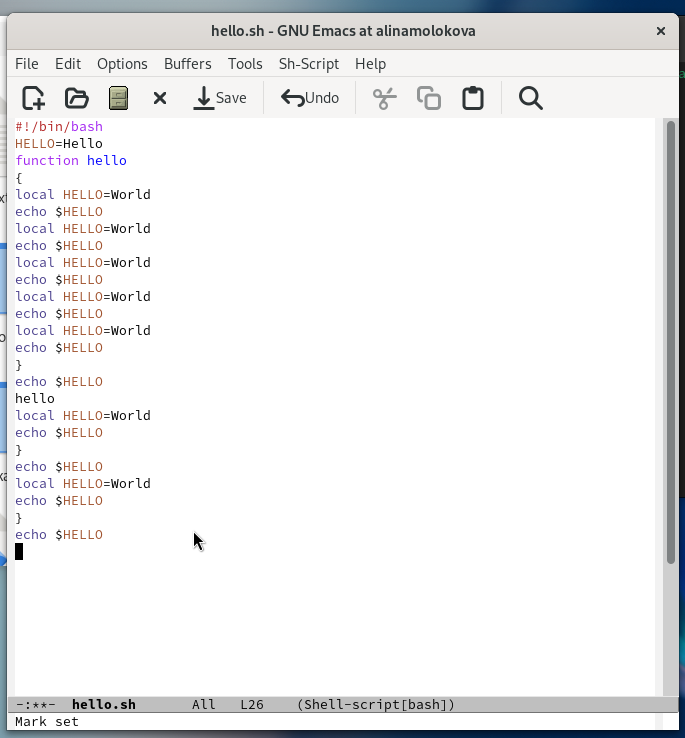 hello.sh - GNU Emacs at alinamolokova
File Edit Options Buffers Tools Sh-Script Help
Save Undo
#!/bin/bash
HELLO=Hello
function hello
{
local HELLO=World
echo $HELLO
local HELLO=World
echo $HELLO
local HELLO=World
echo $HELLO
local HELLO=World
echo $HELLO
local HELLO=World
echo $HELLO
}
echo $HELLO
hello
local HELLO=World
echo $HELLO
}
echo $HELLO
local HELLO=World
echo $HELLO
}
echo $HELLO
-:**- hello.sh All L26 (Shell-script[bash])
Mark set